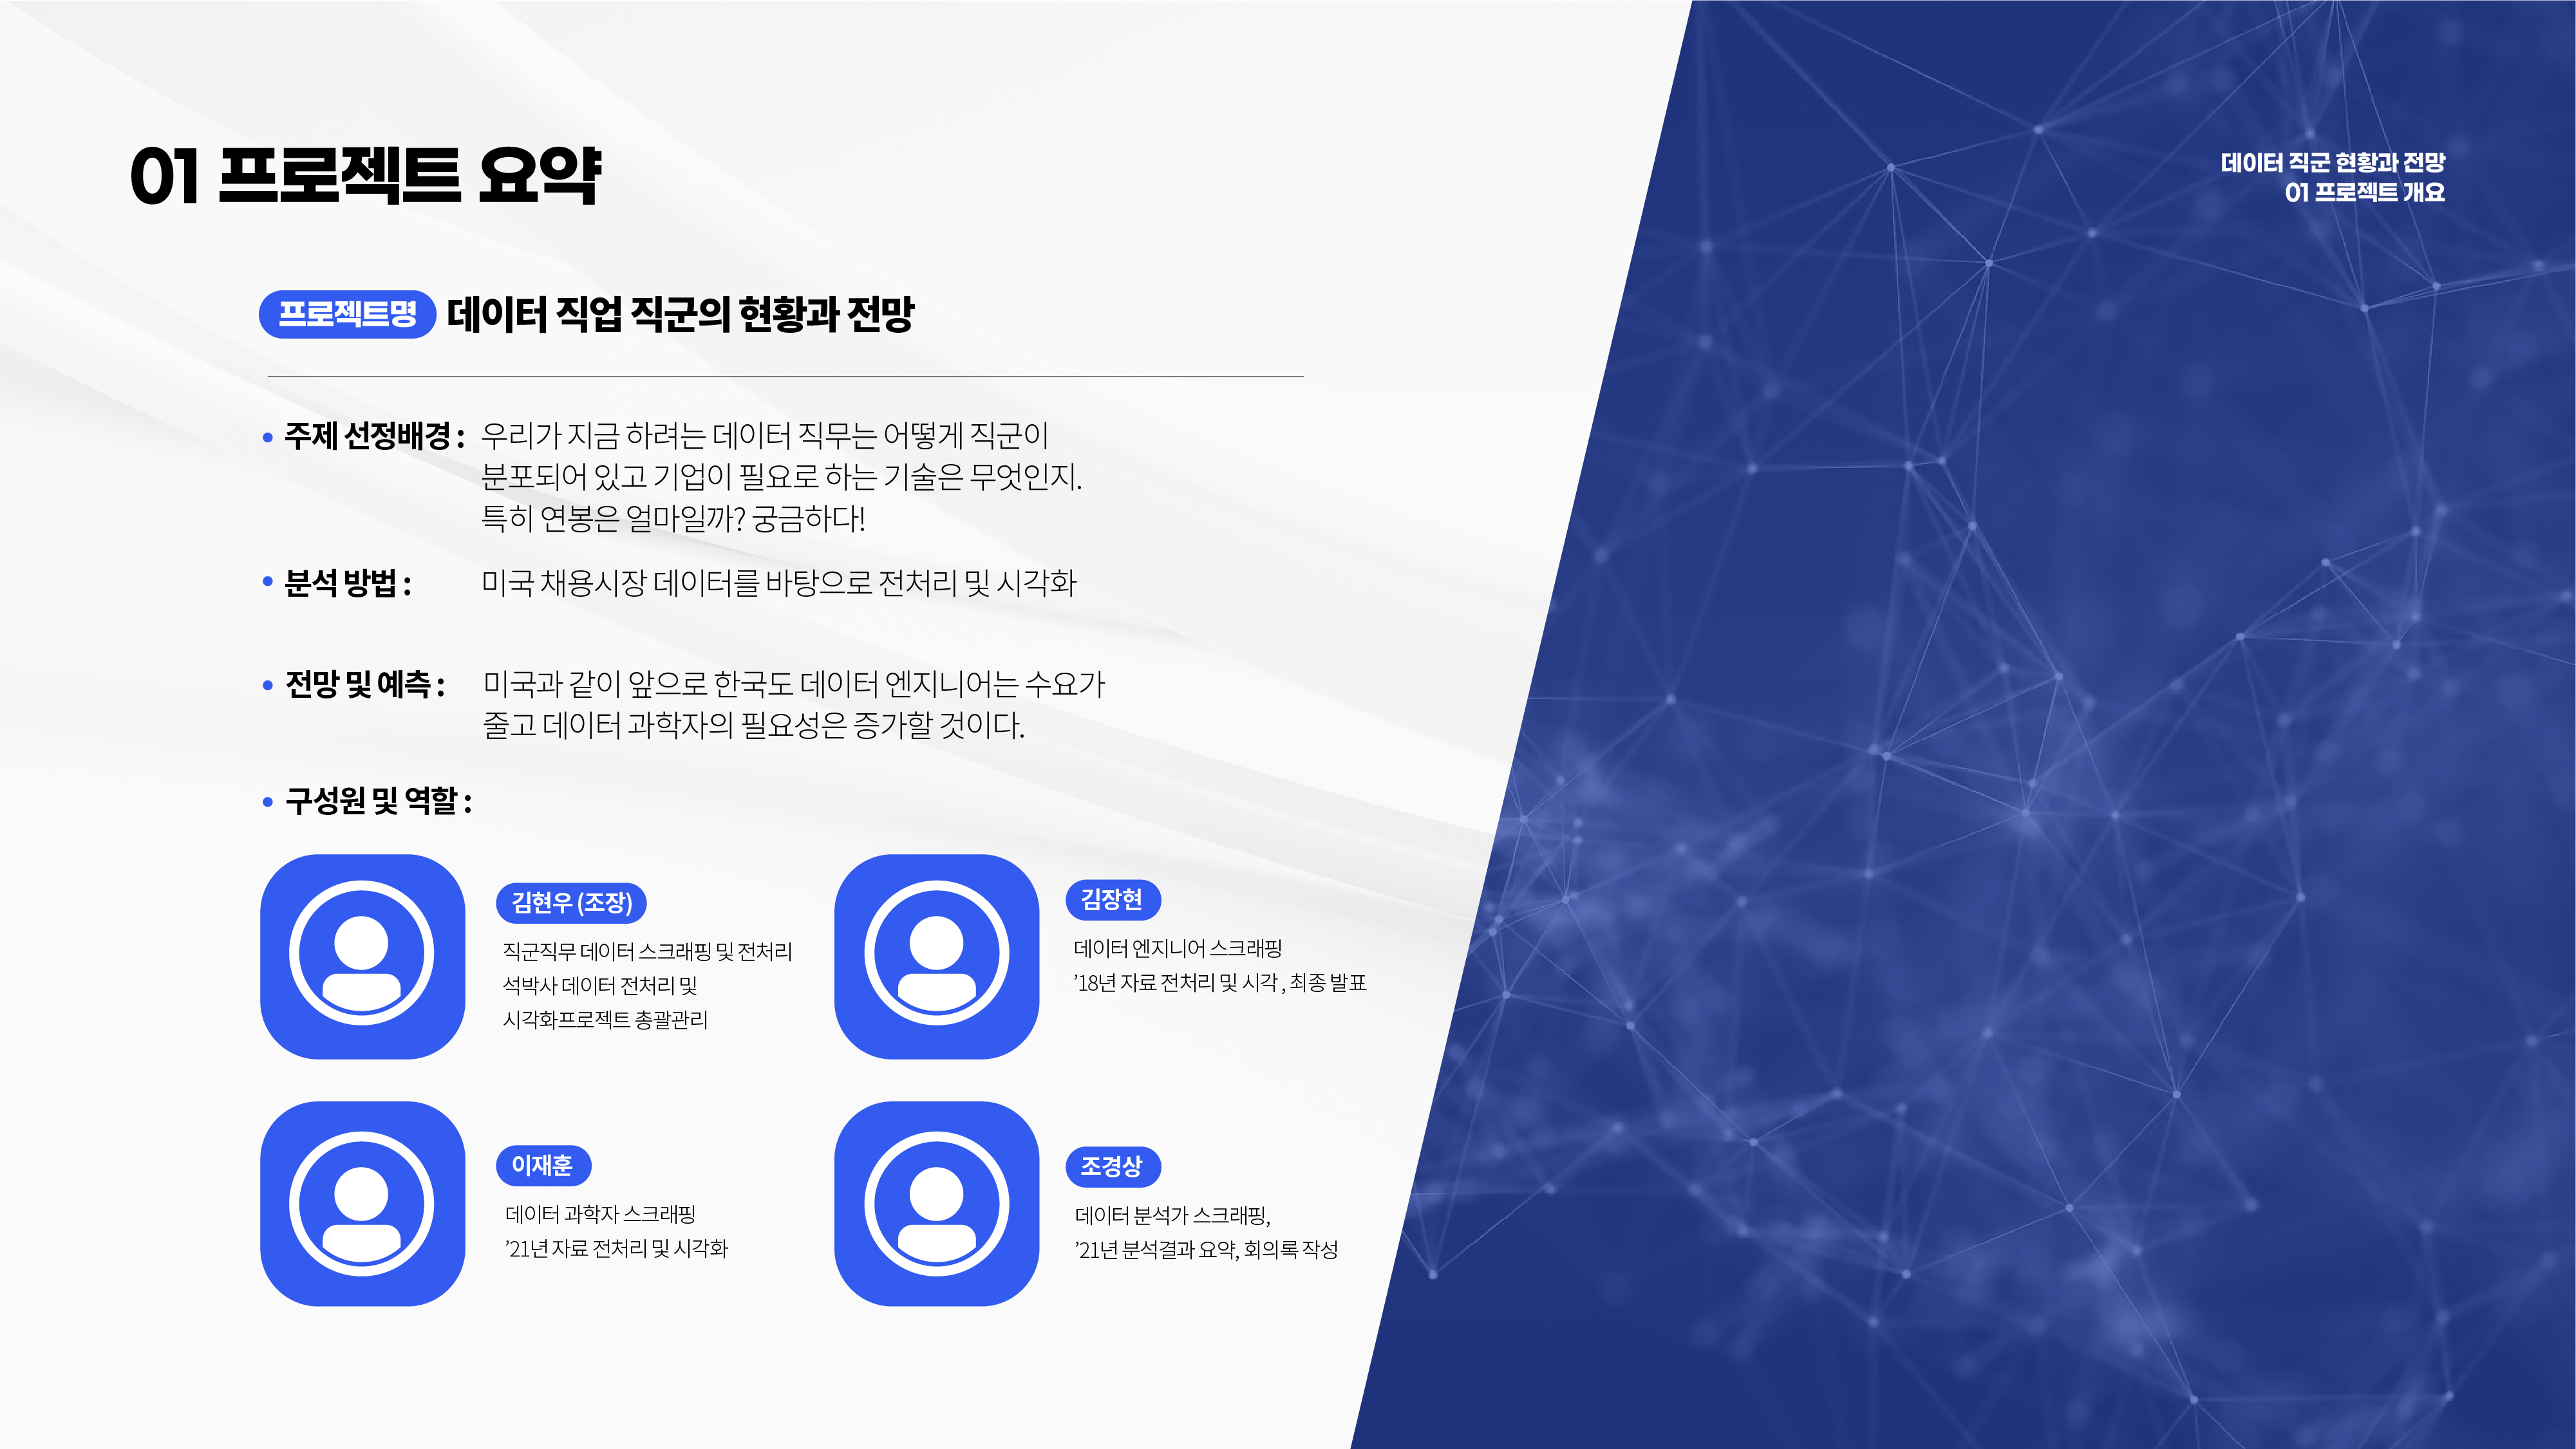 01 프로젝트 요약
데이터 직군 현황과 전망
01 프로젝트 개요
프로젝트명 데이터 직업 직군의 현황과 전망
주제 선정배경 : 우리가 지금 하려는 데이터 직무는 어떻게 직군이
분포되어 있고 기업이 필요로 하는 기술은 무엇인지.
특히 연봉은 얼마일까? 궁금하다!
분석 방법 : 미국 채용시장 데이터를 바탕으로 전처리 및 시각화
전망 및 예측 : 미국과 같이 앞으로 한국도 데이터 엔지니어는 수요가
줄고 데이터 과학자의 필요성은 증가할 것이다.
구성원 및 역할 :
김현우 (조장)
직군직무 데이터 스크래핑 및 전처리
석박사 데이터 전처리 및
시각화프로젝트 총괄관리
김장현
데이터 엔지니어 스크래핑
’18년 자료 전처리 및 시각 , 최종 발표
이재훈
데이터 과학자 스크래핑
’21년 자료 전처리 및 시각화
조경상
데이터 분석가 스크래핑,
’21년 분석결과 요약, 회의록 작성